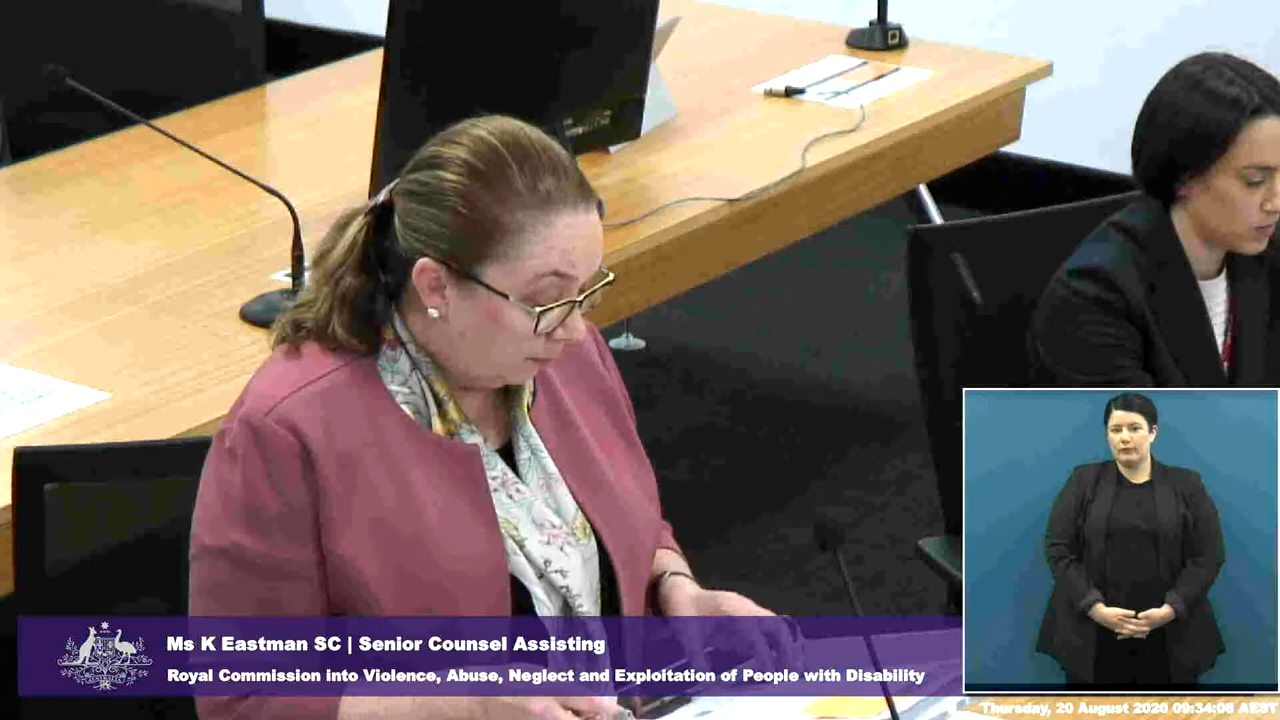 Ms K Eastman SC | Senior Counsel Assisting
Royal Commission into Violence, Abuse, Neglect and Exploitation of People with Disability
Thursday, 20 August 2020 09:34:08 AEST